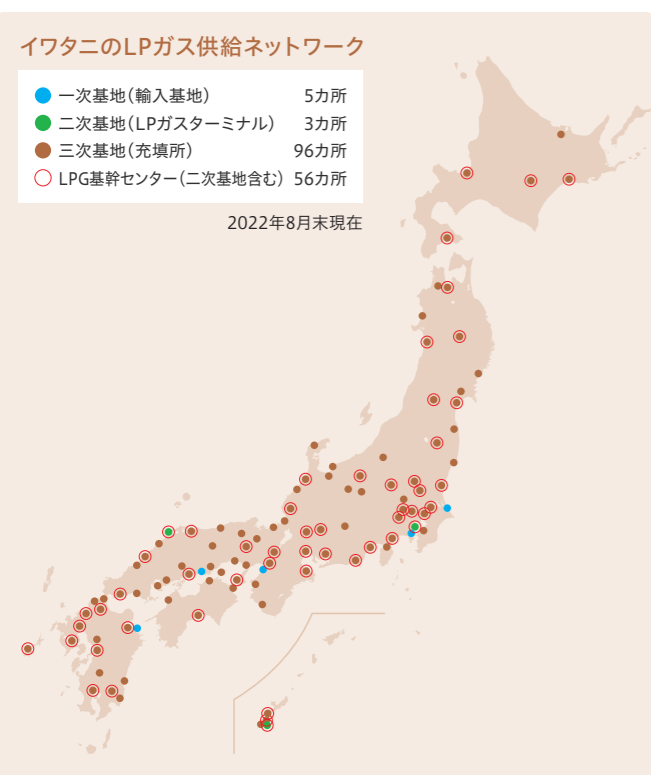 イワタニのLPガス供給ネットワーク
一次基地(輸入基地) 5カ所
二次基地(LPガスターミナル) 3カ所
三次基地(充填所) 96カ所
LPG基幹センター(二次基地含む) 56カ所
2022年8月末現在